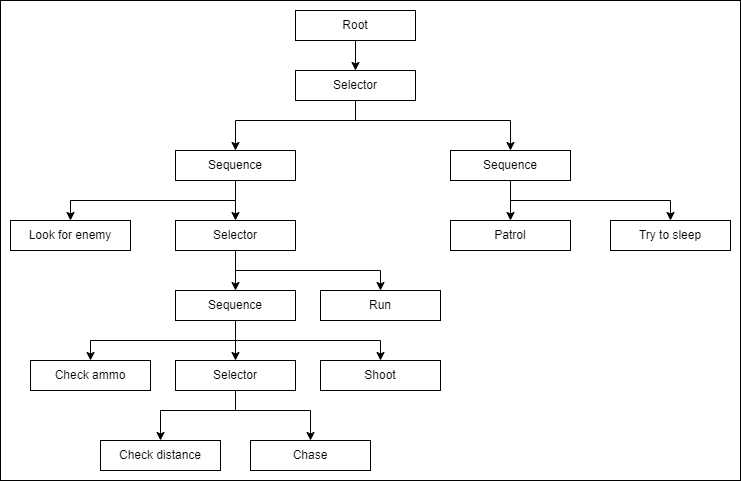 Root
Selector
Sequence
Sequence
Look for enemy
Selector
Patrol
Try to sleep
Sequence
Run
Check ammo
Selector
Shoot
Check distance
Chase